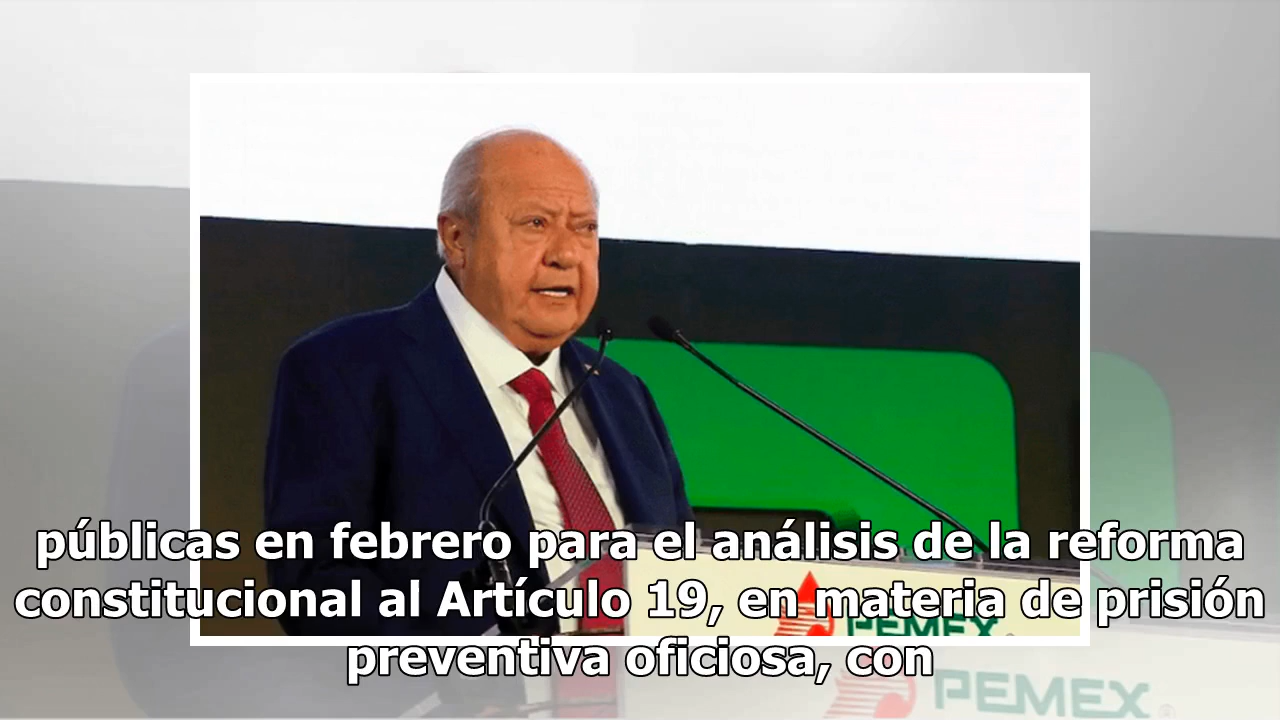 públicas en febrero para el análisis de la reforma
constitucional al Artículo 19, en materia de prisión
preventiva oficiosa, con
PEMEX
PEMEX